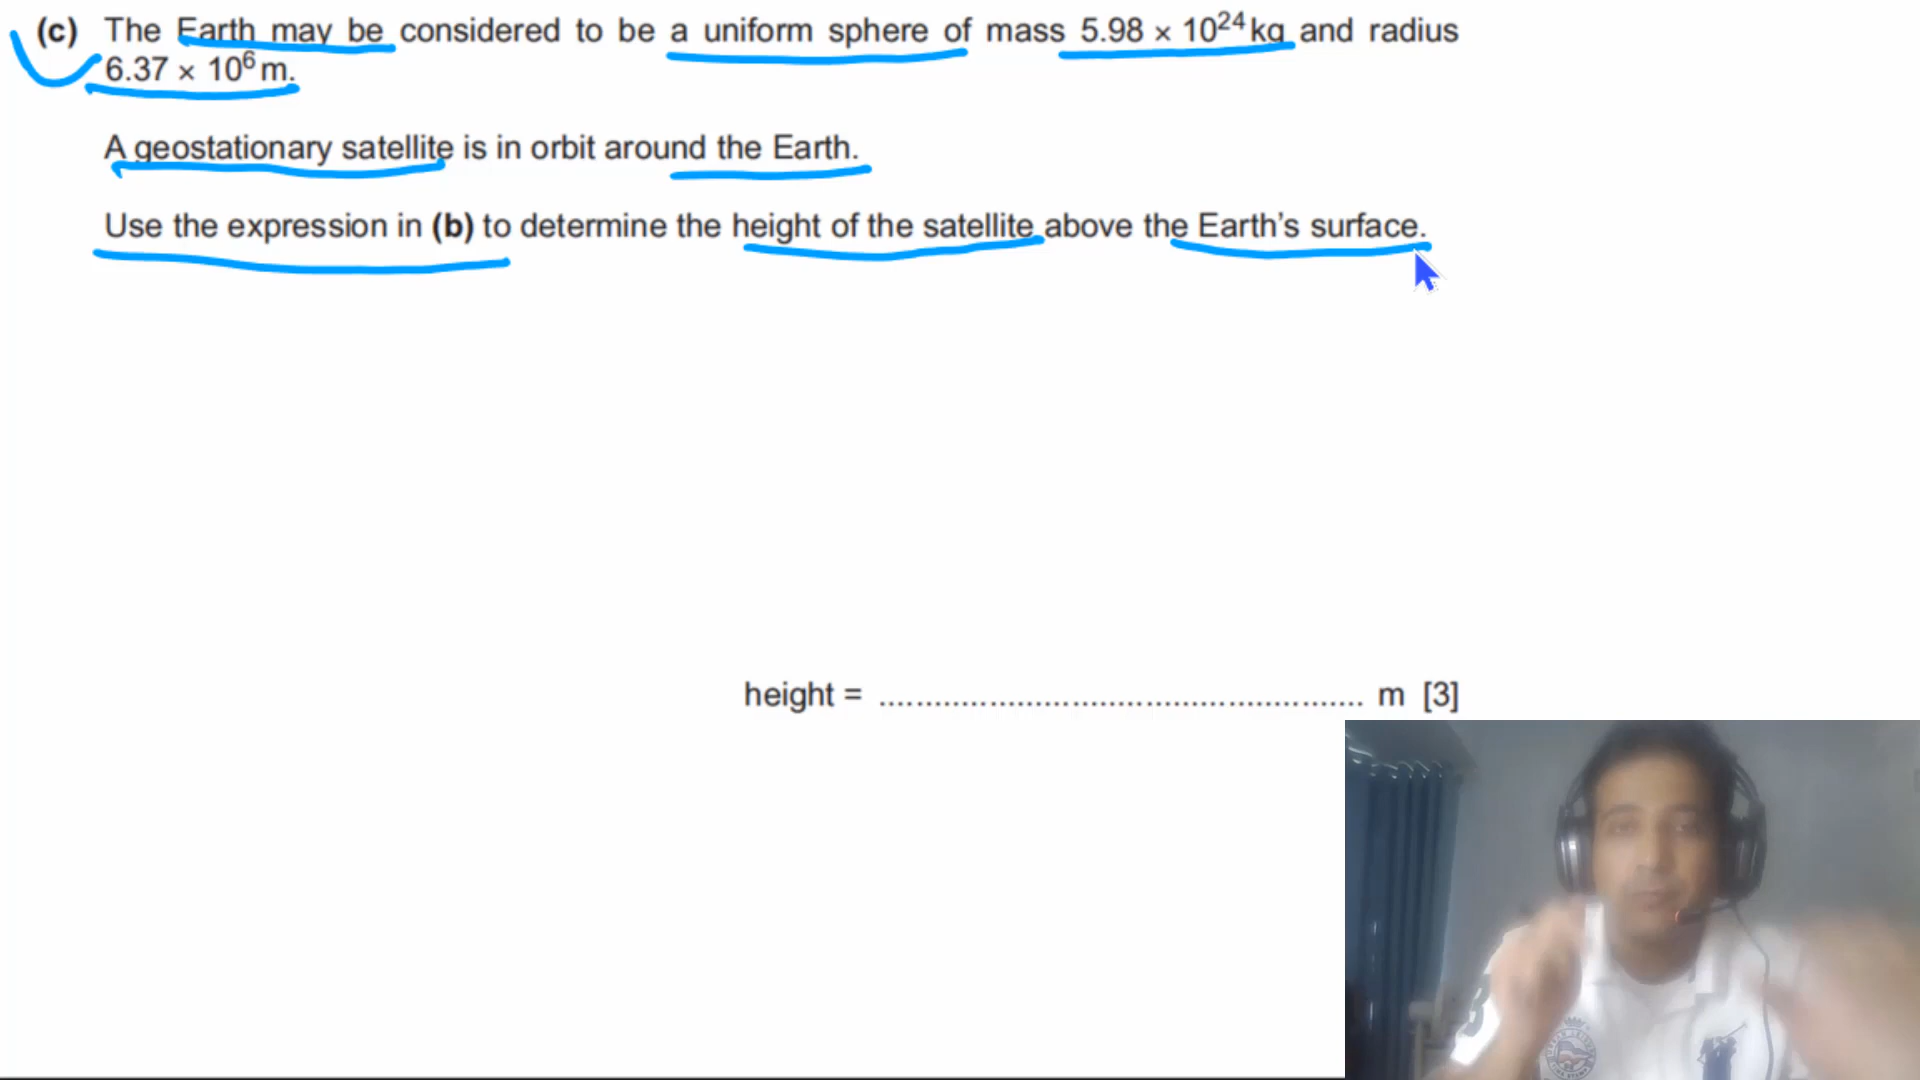 (c) The Earth may be considered to be a uniform sphere of mass 5.98 × 10²⁴ kg and radius
6.37 × 10⁶ m.
A geostationary satellite is in orbit around the Earth.
Use the expression in (b) to determine the height of the satellite above the Earth's surface.
height = ........................................................ m [3]